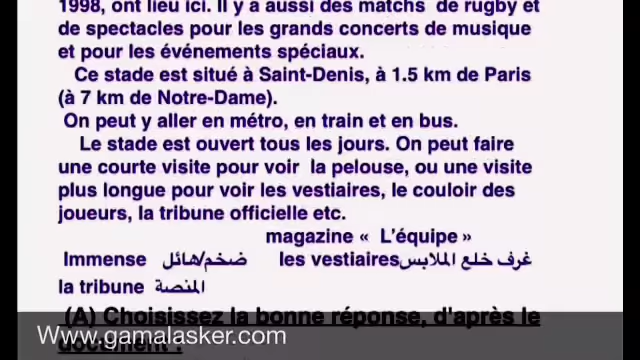 1998, ont lieu ici. Il y a aussi des matchs de rugby et
de spectacles pour les grands concerts de musique
et pour les événements spéciaux.
Ce stade est situé à Saint-Denis, à 1.5 km de Paris
(à 7 km de Notre-Dame).
On peut y aller en métro, en train et en bus.
Le stade est ouvert tous les jours. On peut faire
une courte visite pour voir la pelouse, ou une visite
plus longue pour voir les vestiaires, le couloir des
joueurs, la tribune officielle etc.
magazine « L'équipe »
Immense ضخم/هائل les vestiaires غرف خلع الملابس
la tribune المنصة
(A) Choisissez la bonne réponse, d'après le
document :
Www.gamalasker.com